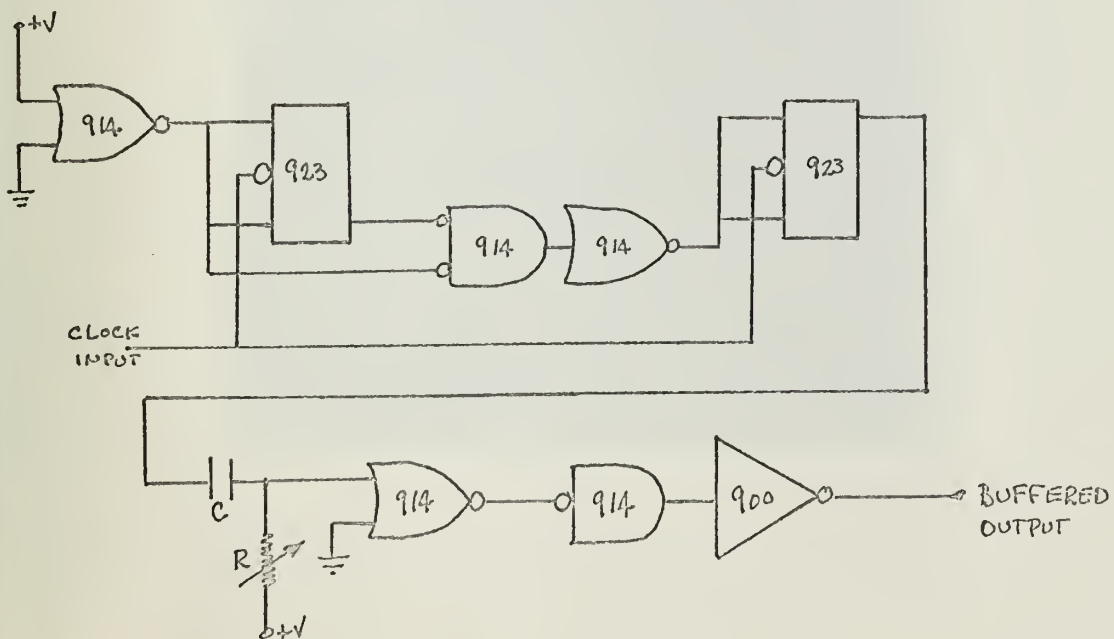 +V
914
923
914
914
923
CLOCK
INPUT
C
R
+V
914
914
900
BUFFERED
OUTPUT